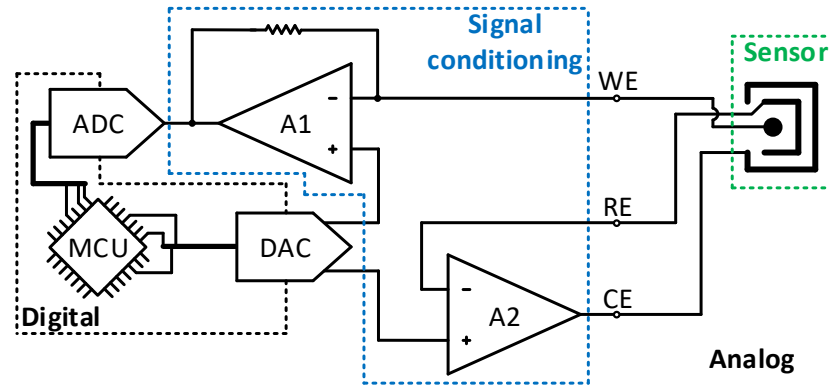 Signal
conditioning
Sensor
WE
ADC
A1
-
+
RE
MCU
DAC
CE
-
A2
+
Digital
Analog